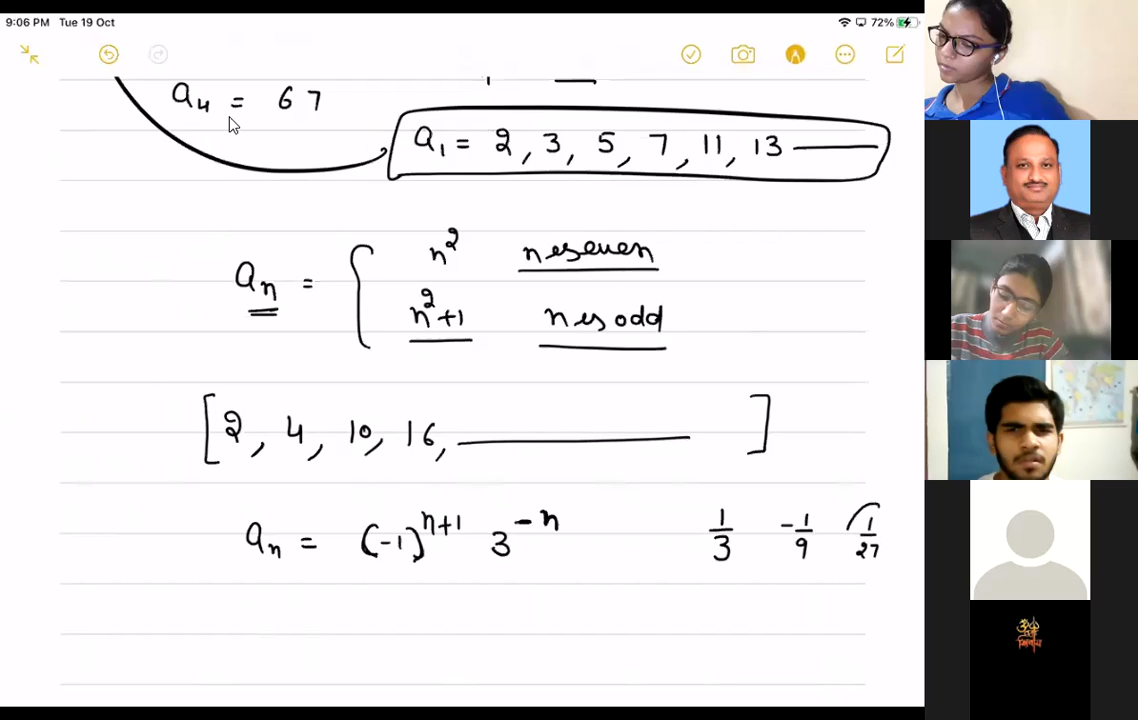 9:06 PM Tue 19 Oct
72%
a₄ = 67
a₁ = 2, 3, 5, 7, 11, 13
aₙ =
n² n is even
n²+1 n is odd
[2, 4, 10, 16, ]
aₙ = (-1)ⁿ⁺¹ 3⁻ⁿ 1/3 -1/9 1/27